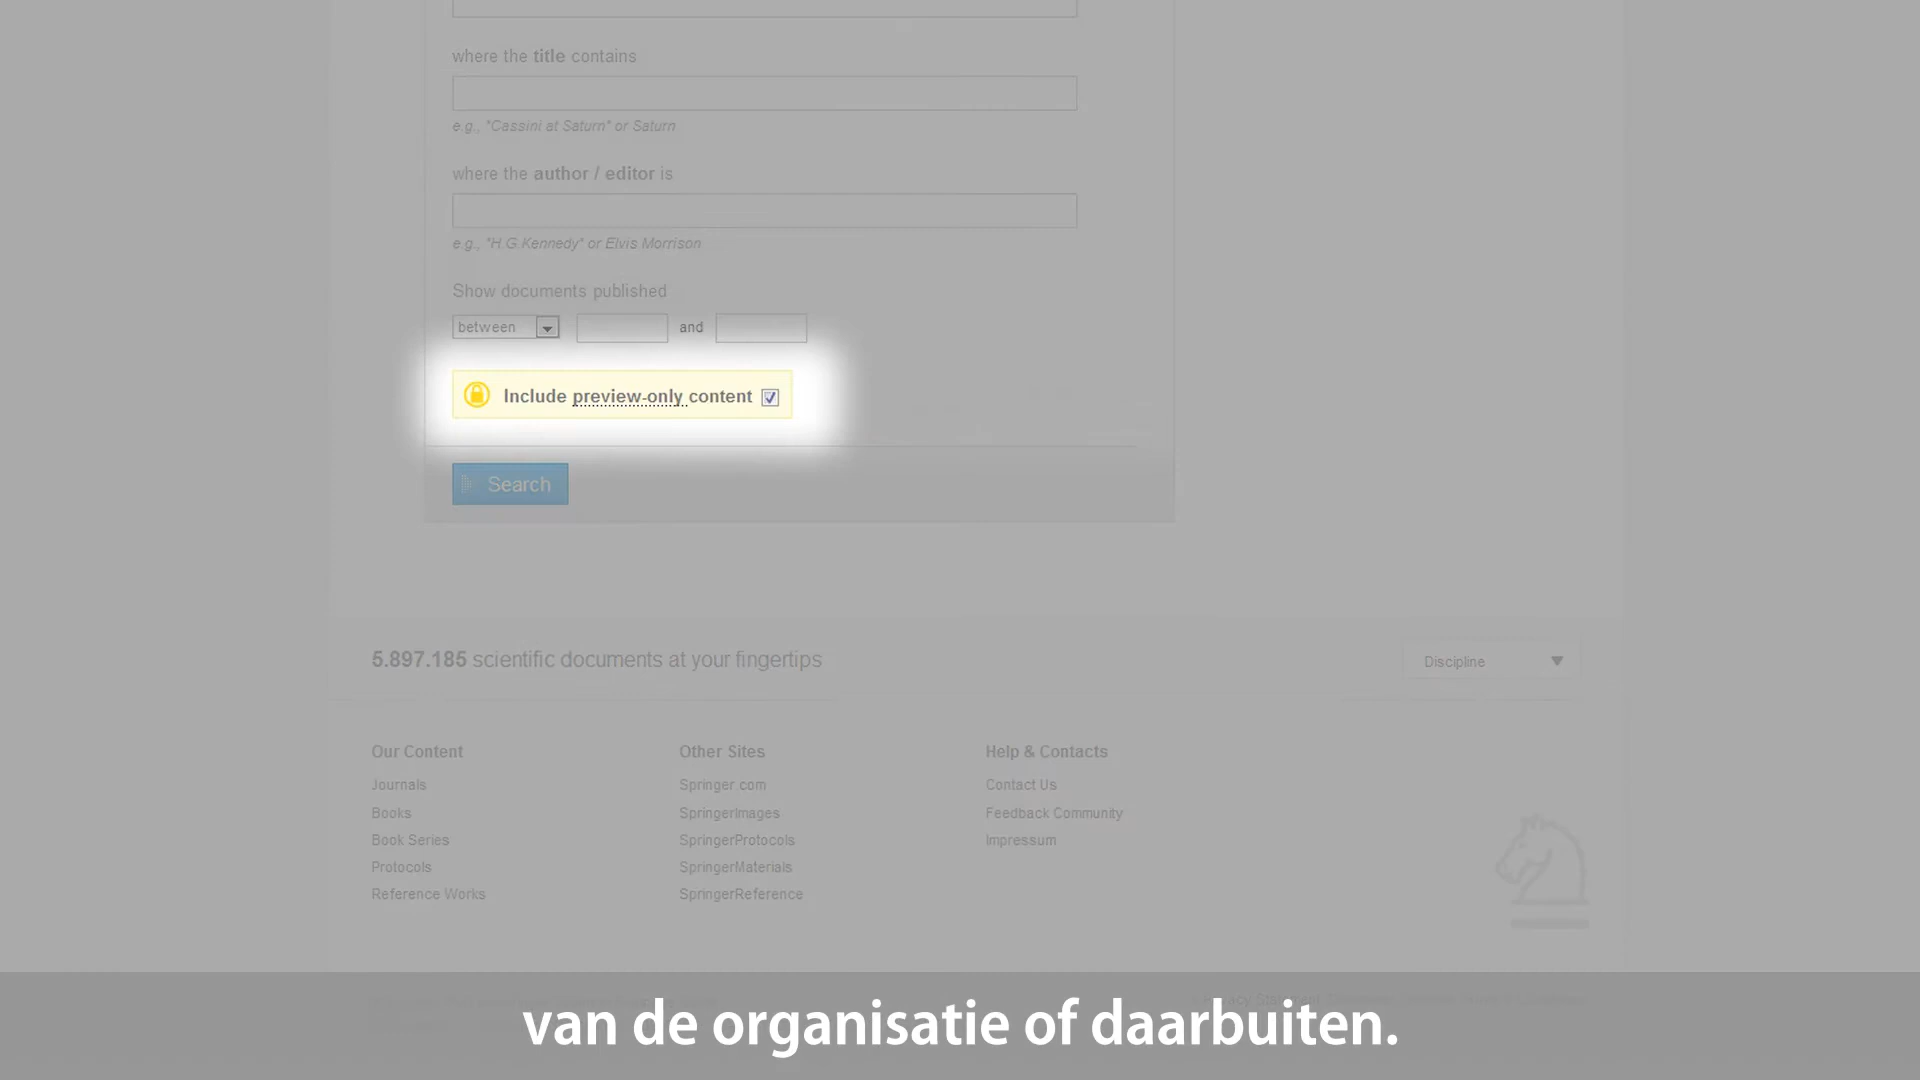 where the title contains
e.g., "Cassini at Saturn" or Saturn
where the author / editor is
e.g., "H.G.Kennedy" or Elvis Morrison
Show documents published
between and
Include preview-only content
Search
5.897.185 scientific documents at your fingertips
Discipline
Our Content
Journals
Books
Book Series
Protocols
Reference Works
Other Sites
Springer.com
SpringerImages
SpringerProtocols
SpringerMaterials
SpringerReference
Help & Contacts
Contact Us
Feedback Community
Impressum
van de organisatie of daarbuiten.